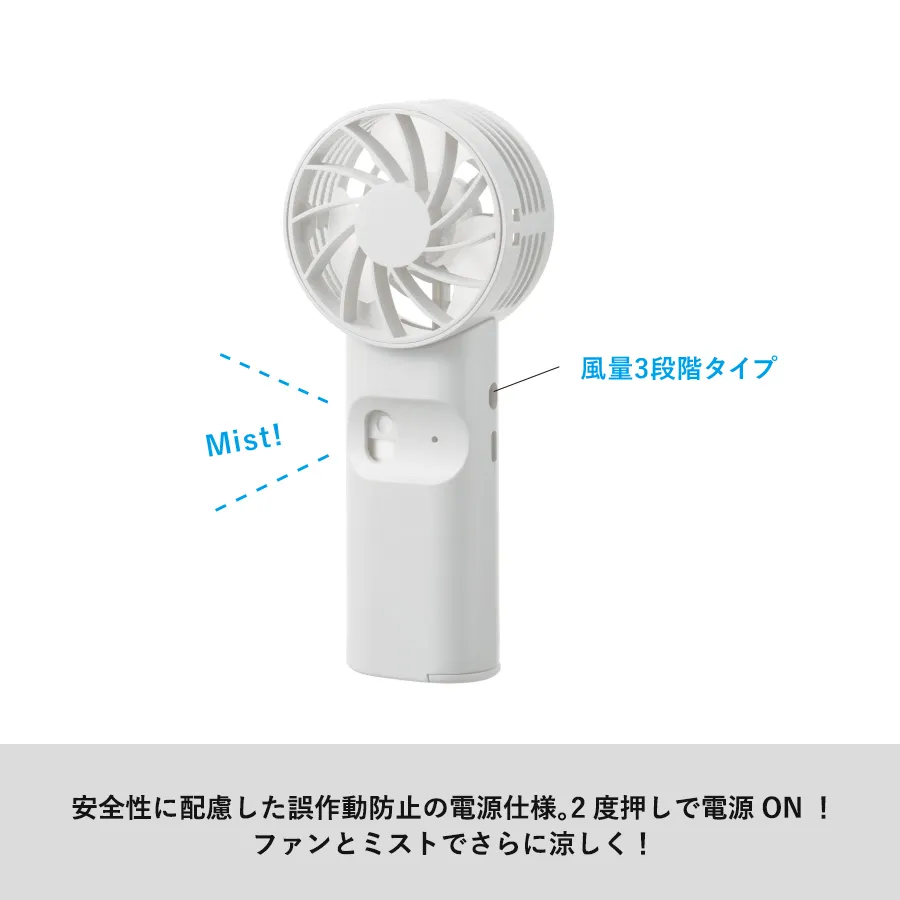 風量3段階タイプ
Mist!
安全性に配慮した誤作動防止の電源仕様。2度押しで電源ON！
ファンとミストでさらに涼しく！